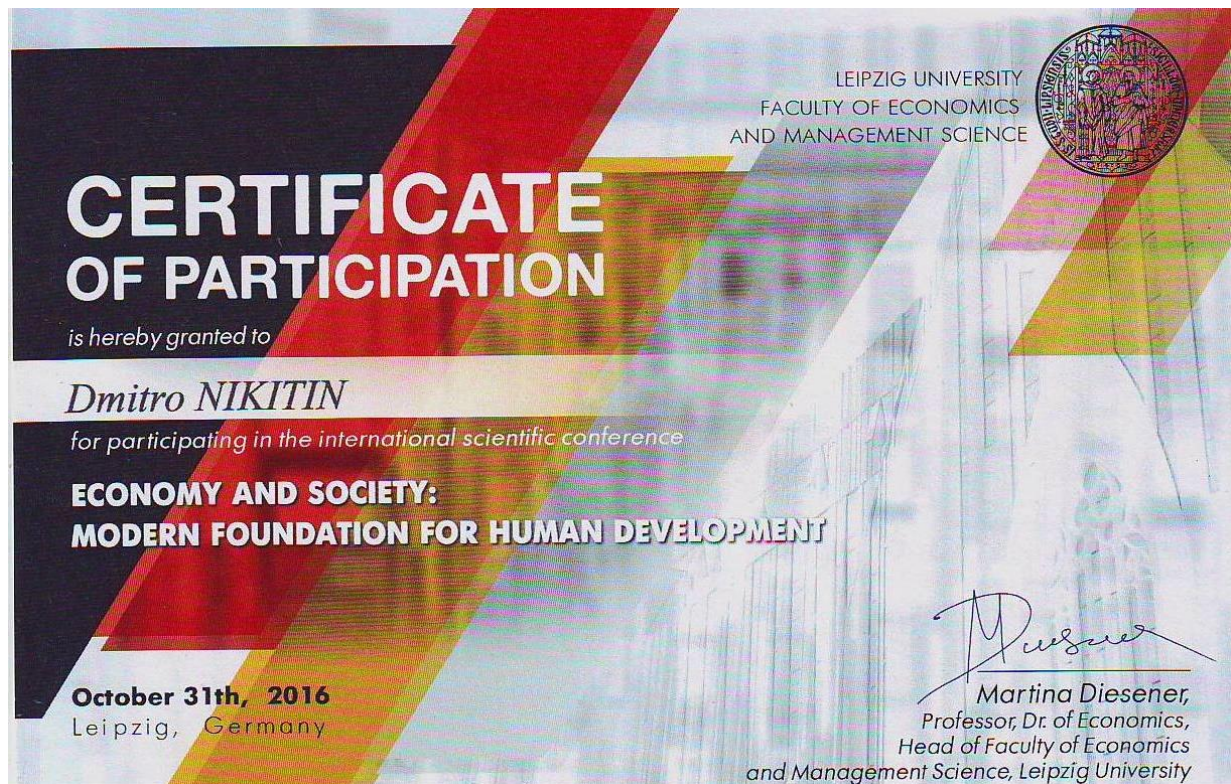 LEIPZIG UNIVERSITY
FACULTY OF ECONOMICS
AND MANAGEMENT SCIENCE
CERTIFICATE
OF PARTICIPATION
is hereby granted to
Dmitro NIKITIN
for participating in the international scientific conference
ECONOMY AND SOCIETY:
MODERN FOUNDATION FOR HUMAN DEVELOPMENT
October 31th, 2016
Leipzig, Germany
Martina Diesener,
Professor, Dr. of Economics,
Head of Faculty of Economics
and Management Science, Leipzig University